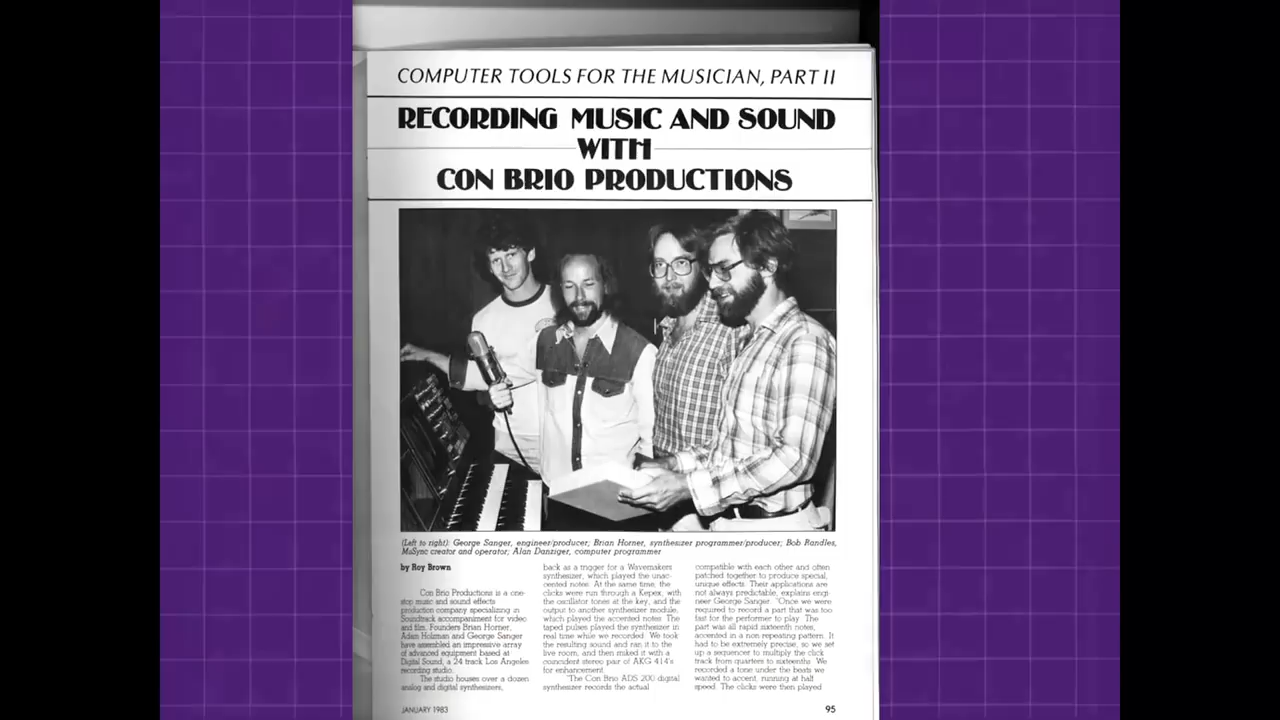 COMPUTER TOOLS FOR THE MUSICIAN, PART II
RECORDING MUSIC AND SOUND
WITH
CON BRIO PRODUCTIONS
(Left to right): George Sanger, engineer/producer; Brian Horner, synthesizer programmer/producer; Bob Randles,
MuSync creator and operator; Alan Danziger, computer programmer
by Roy Brown
Con Brio Productions is a one-
stop music and sound effects
production company specializing in
Soundtrack accompaniment for video
and film. Founders Brian Horner,
Adam Holzman and George Sanger
have assembled an impressive array
of advanced equipment based at
Digital Sound, a 24 track Los Angeles
recording studio.
The studio houses over a dozen
analog and digital synthesizers,
back as a trigger for a Wavemakers
synthesizer, which played the unac-
cented notes. At the same time, the
clicks were run through a Kepex, with
the oscillator tones at the key, and the
output to another synthesizer module,
which played the accented notes. The
taped pulses played the synthesizer in
real time while we recorded. We took
the resulting sound and ran it to the
live room, and then miked it with a
coincident stereo pair of AKG 414's
for enhancement.
"The Con Brio ADS 200 digital
synthesizer records the actual
compatible with each other and often
patched together to produce special,
unique effects. Their applications are
not always predictable, explains engi-
neer George Sanger. "Once we were
required to record a part that was too
fast for the performer to play. The
part was all rapid sixteenth notes,
accented in a non repeating pattern. It
had to be extremely precise, so we set
up a sequencer to multiply the click
track from quarters to sixteenths. We
recorded a tone under the beats we
wanted to accent, running at half
speed. The clicks were then played
JANUARY 1983
95